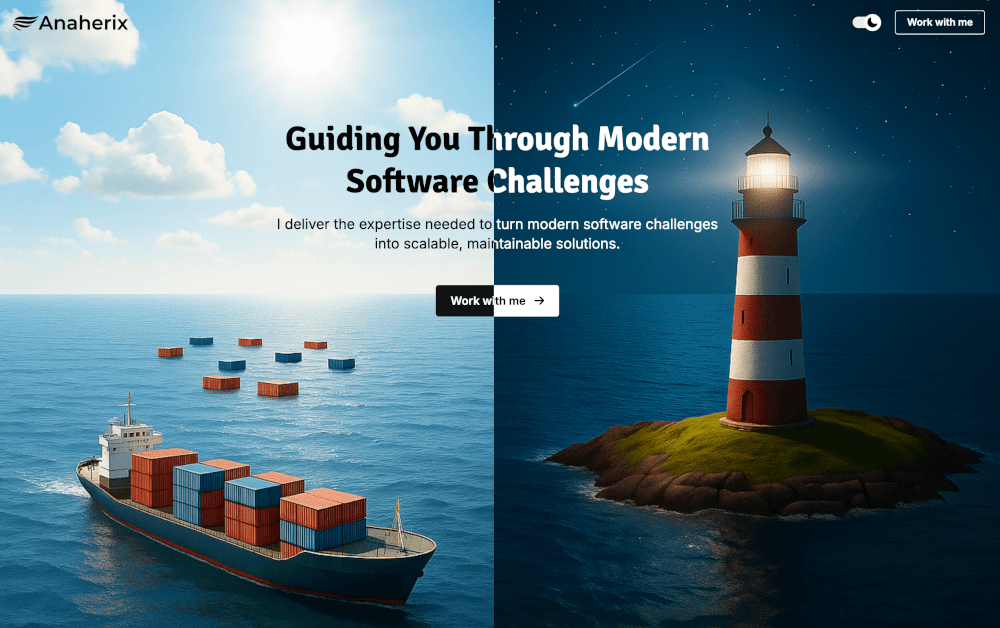 Anaherix
Work with me
Guiding You Through Modern
Software Challenges
I deliver the expertise needed to turn modern software challenges
into scalable, maintainable solutions.
Work with me →